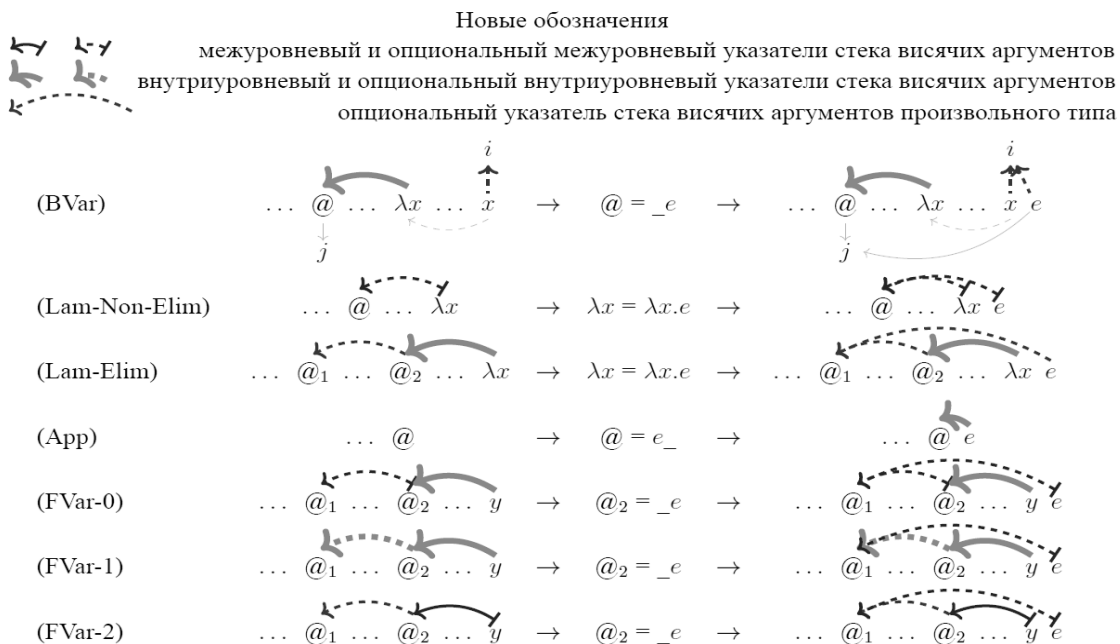 Новые обозначения
межуровневый и опциональный межуровневый указатели стека висячих аргументов
внутриуровневый и опциональный внутриуровневый указатели стека висячих аргументов
опциональный указатель стека висячих аргументов произвольного типа
i i
(BVar) ... @ ... λx ... x → @ = _e → ... @ ... λx ... x e
j j
(Lam-Non-Elim) ... @ ... λx → λx = λx.e → ... @ ... λx e
(Lam-Elim) ... @₁ ... @₂ ... λx → λx = λx.e → ... @₁ ... @₂ ... λx e
(App) ... @ → @ = e_ → ... @ e
(FVar-0) ... @₁ ... @₂ ... y → @₂ = _e → ... @₁ ... @₂ ... y e
(FVar-1) ... @₁ ... @₂ ... y → @₂ = _e → ... @₁ ... @₂ ... y e
(FVar-2) ... @₁ ... @₂ ... y → @₂ = _e → ... @₁ ... @₂ ... y e